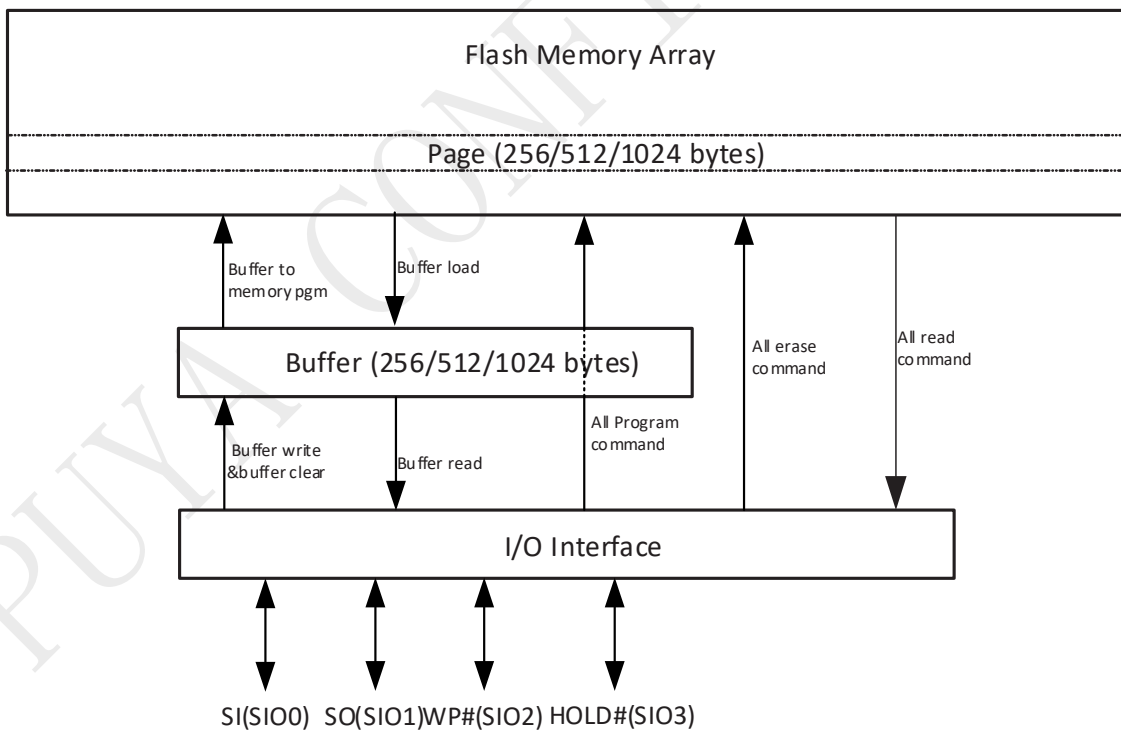 Flash Memory Array
Page (256/512/1024 bytes)
Buffer to
memory pgm
Buffer load
All erase
command
All read
command
Buffer (256/512/1024 bytes)
All Program
command
Buffer write
&buffer clear
Buffer read
I/O Interface
SI(SIO0) SO(SIO1) WP#(SIO2) HOLD#(SIO3)
PUYA CONF